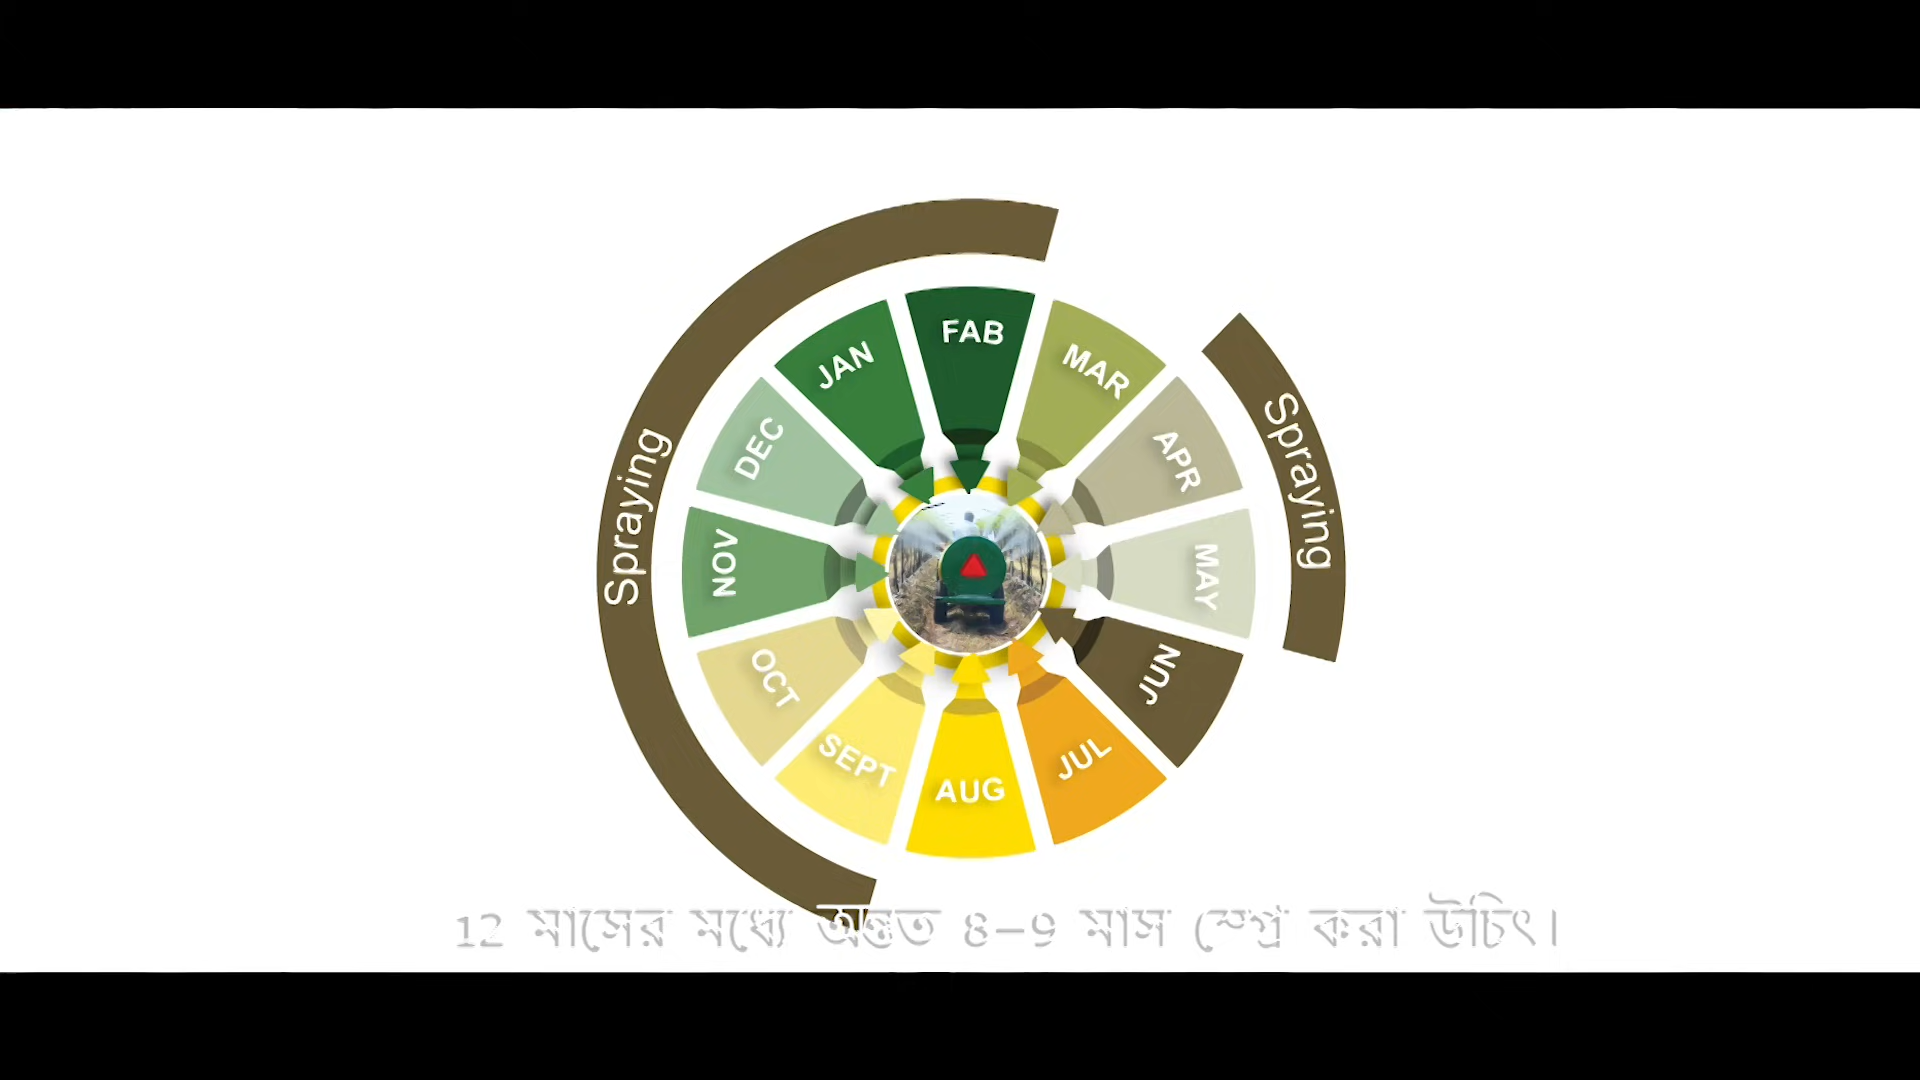 FAB
MAR
APR
MAY
JUN
JUL
AUG
SEPT
OCT
NOV
DEC
JAN
Spraying
Spraying
12 মাসের মধ্যে অন্তত ৪–9 মাস স্প্রে করা উচিৎ।